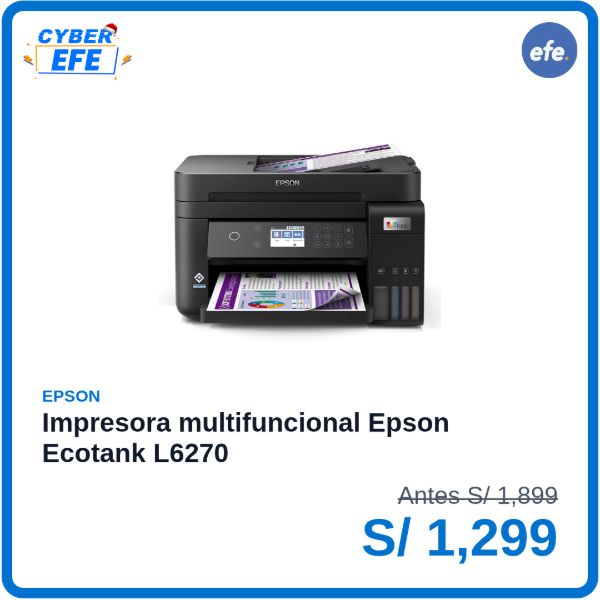 CYBER
EFE
efe.
EPSON
EPSON
Impresora multifuncional Epson
Ecotank L6270
Antes S/ 1,899
S/ 1,299